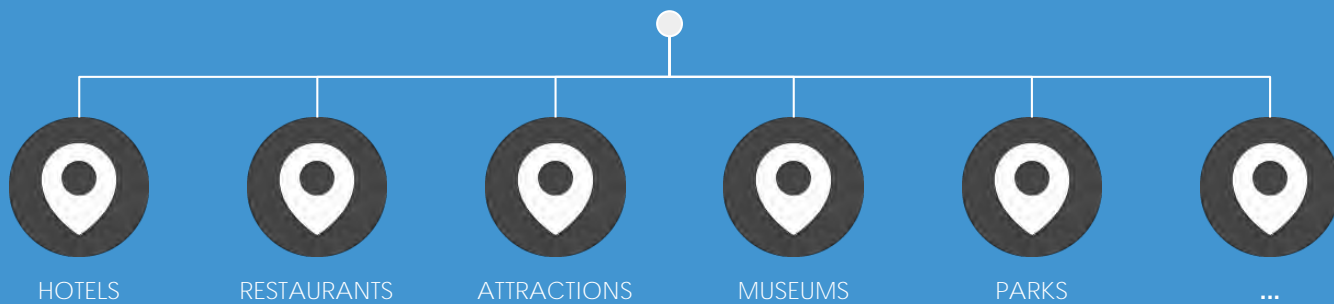 HOTELS
RESTAURANTS
ATTRACTIONS
MUSEUMS
PARKS
...